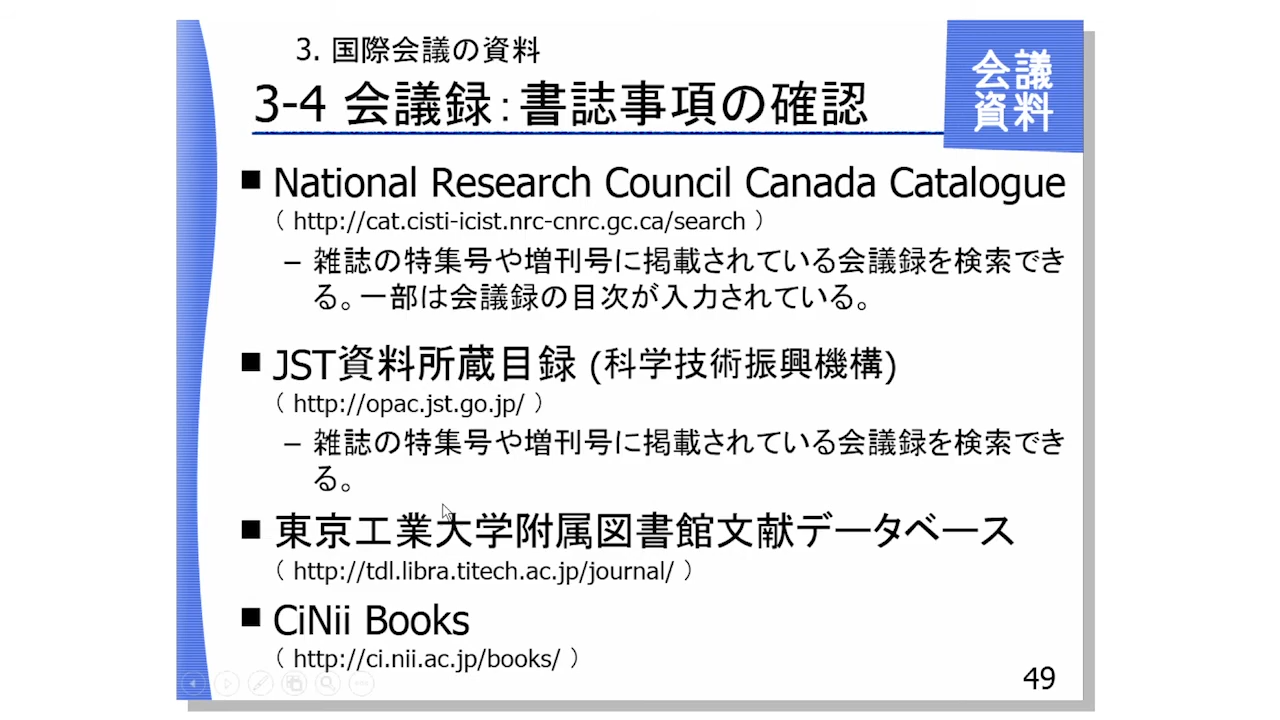 3. 国際会議の資料
3-4 会議録：書誌事項の確認
会議
資料
■ National Research Council Canada Catalogue
（ http://cat.cisti-icist.nrc-cnrc.gc.ca/search ）
– 雑誌の特集号や増刊号に掲載されている会議録を検索でき
る。一部は会議録の目次が入力されている。
■ JST資料所蔵目録 (科学技術振興機構)
（ http://opac.jst.go.jp/ ）
– 雑誌の特集号や増刊号に掲載されている会議録を検索でき
る。
■ 東京工業大学附属図書館文献データベース
（ http://tdl.libra.titech.ac.jp/journal/ ）
■ CiNii Books
（ http://ci.nii.ac.jp/books/ ）
49